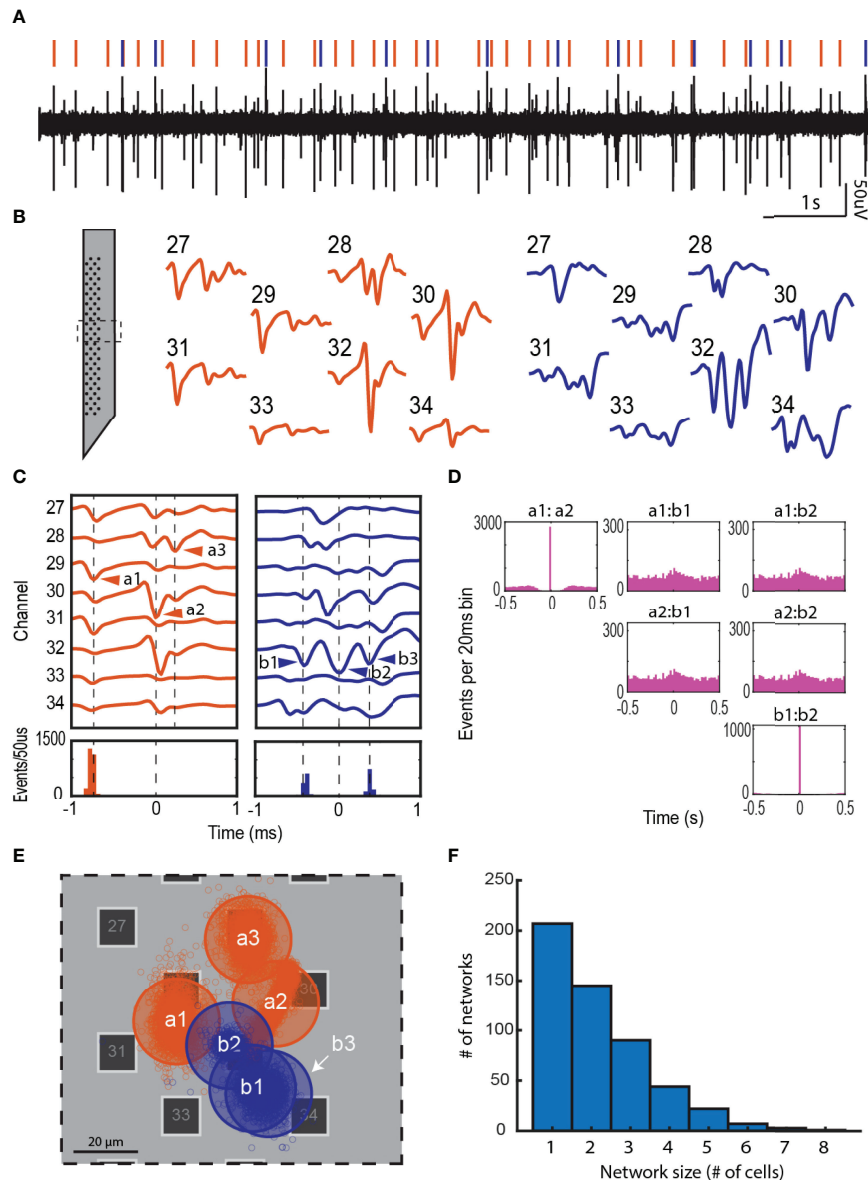 A
1s
50uV
B
27 28 27 28
29 30 29 30
31 32 31 32
33 34 33 34
C
27
28
29
30
31
32
33
34
Channel
a1
a2
a3
b1
b2
b3
1500
0
Events/50us
-1 0 1 -1 0 1
Time (ms)
D
a1: a2 a1:b1 a1:b2
3000 300 300
0 0 0
-0.5 0 0.5
a2:b1 a2:b2
300 300
0 0
-0.5 0 0.5
b1:b2
1000
0
-0.5 0 0.5
Events per 20ms bin
Time (s)
E
27
a3
a1
a2
30
31
b2
b3
b1
33
34
20 µm
F
250
200
150
100
50
0
# of networks
1 2 3 4 5 6 7 8
Network size (# of cells)